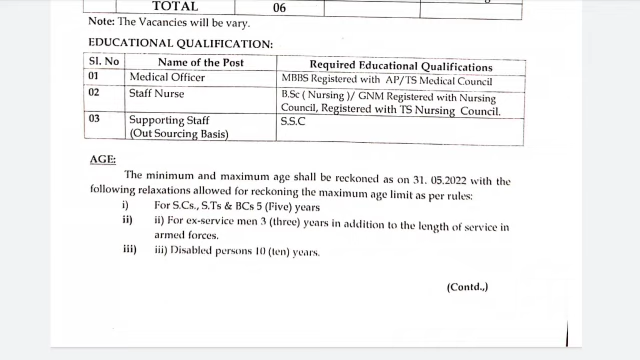 TOTAL 06
Note: The Vacancies will be vary.
EDUCATIONAL QUALIFICATION:
Sl. No Name of the Post Required Educational Qualifications
01 Medical Officer MBBS Registered with AP/TS Medical Council
02 Staff Nurse B.Sc ( Nursing )/ GNM Registered with Nursing
Council, Registered with TS Nursing Council.
03 Supporting Staff S.S.C
(Out Sourcing Basis)
AGE:
The minimum and maximum age shall be reckoned as on 31. 05.2022 with the
following relaxations allowed for reckoning the maximum age limit as per rules:
i) For S.Cs., S.Ts & BCs 5 (Five) years
ii) ii) For ex-service men 3 (three) years in addition to the length of service in
armed forces.
iii) iii) Disabled persons 10 (ten) years.
(Contd.,)